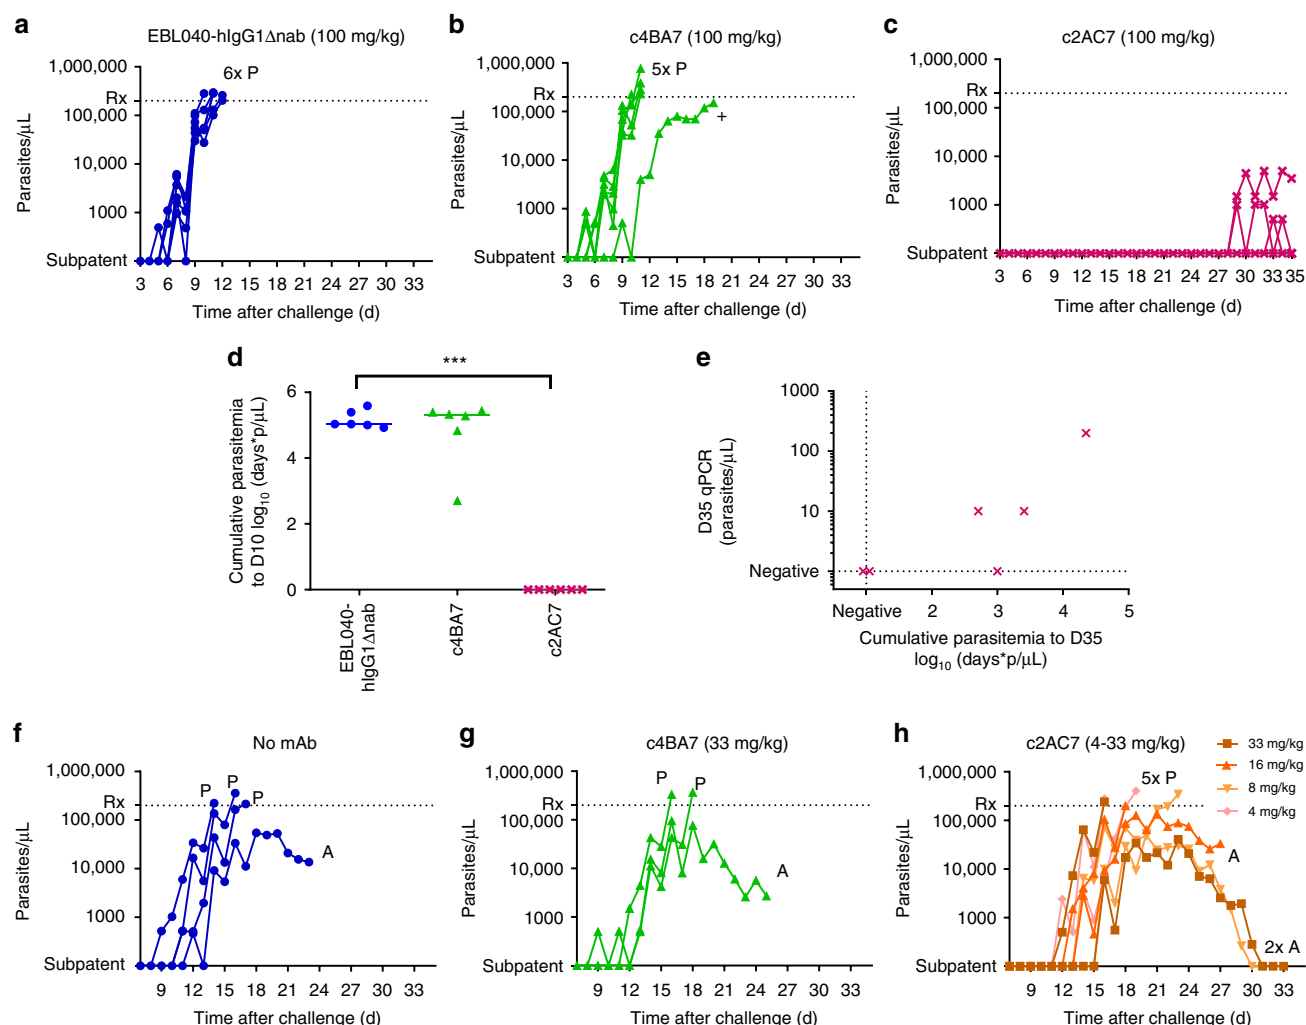 a
EBL040-hIgG1Δnab (100 mg/kg)
1,000,000
Rx
100,000
10,000
1000
Subpatent
Parasites/μL
6x P
3 6 9 12 15 18 21 24 27 30 33
Time after challenge (d)
b
c4BA7 (100 mg/kg)
1,000,000
Rx
100,000
10,000
1000
Subpatent
Parasites/μL
5x P
+
3 6 9 12 15 18 21 24 27 30 33
Time after challenge (d)
c
c2AC7 (100 mg/kg)
1,000,000
Rx
100,000
10,000
1000
Subpatent
Parasites/μL
3 6 9 12 15 18 21 24 27 30 33 35
Time after challenge (d)
d
***
Cumulative parasitemia
to D10 log10 (days*p/μL)
6
4
2
0
EBL040-
hIgG1Δnab
c4BA7
c2AC7
e
D35 qPCR
(parasites/μL)
1000
100
10
Negative
Negative 2 3 4 5
Cumulative parasitemia to D35
log10 (days*p/μL)
f
No mAb
1,000,000
Rx
100,000
10,000
1000
Subpatent
Parasites/μL
P
P
P
A
9 12 15 18 21 24 27 30 33
Time after challenge (d)
g
c4BA7 (33 mg/kg)
1,000,000
Rx
100,000
10,000
1000
Subpatent
Parasites/μL
P
P
A
9 12 15 18 21 24 27 30 33
Time after challenge (d)
h
c2AC7 (4-33 mg/kg)
1,000,000
Rx
100,000
10,000
1000
Subpatent
Parasites/μL
5x P
33 mg/kg
16 mg/kg
8 mg/kg
4 mg/kg
A
2x A
9 12 15 18 21 24 27 30 33
Time after challenge (d)